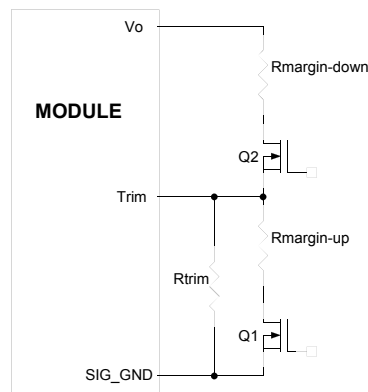 Vo
Rmargin-down
MODULE
Q2
Trim
Rmargin-up
Rtrim
Q1
SIG_GND